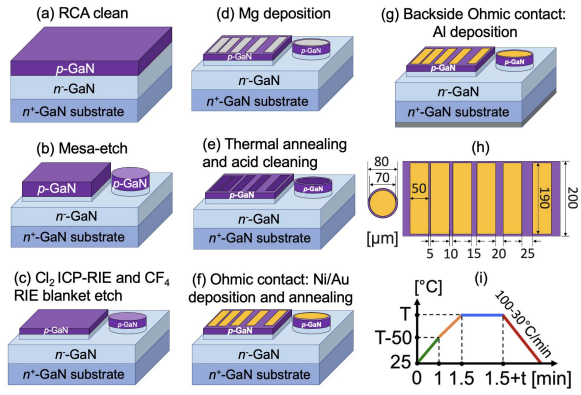 (a) RCA clean
p-GaN
n⁻-GaN
n⁺-GaN substrate
(b) Mesa-etch
p-GaN
p-GaN
n⁻-GaN
n⁺-GaN substrate
(c) Cl₂ ICP-RIE and CF₄
RIE blanket etch
p-GaN
p-GaN
n⁻-GaN
n⁺-GaN substrate
(d) Mg deposition
p-GaN
p-GaN
n⁻-GaN
n⁺-GaN substrate
(e) Thermal annealing
and acid cleaning
p-GaN
p-GaN
n⁻-GaN
n⁺-GaN substrate
(f) Ohmic contact: Ni/Au
deposition and annealing
p-GaN
p-GaN
n⁻-GaN
n⁺-GaN substrate
(g) Backside Ohmic contact:
Al deposition
p-GaN
p-GaN
n⁻-GaN
n⁺-GaN substrate
(h)
80
70
50
190
200
[µm]
5 10 15 20 25
(i)
[°C]
T
T-50
25
100-30°C/min
0 1 1.5 1.5+t [min]